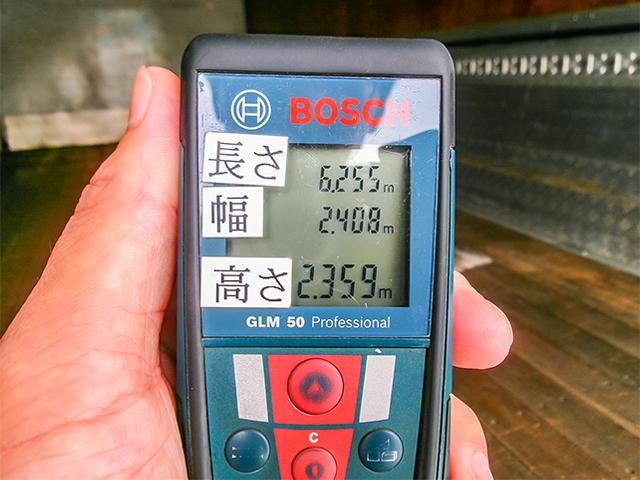 BOSCH
長さ 6.255m
幅 2.408m
高さ 2.359m
GLM 50 Professional
C